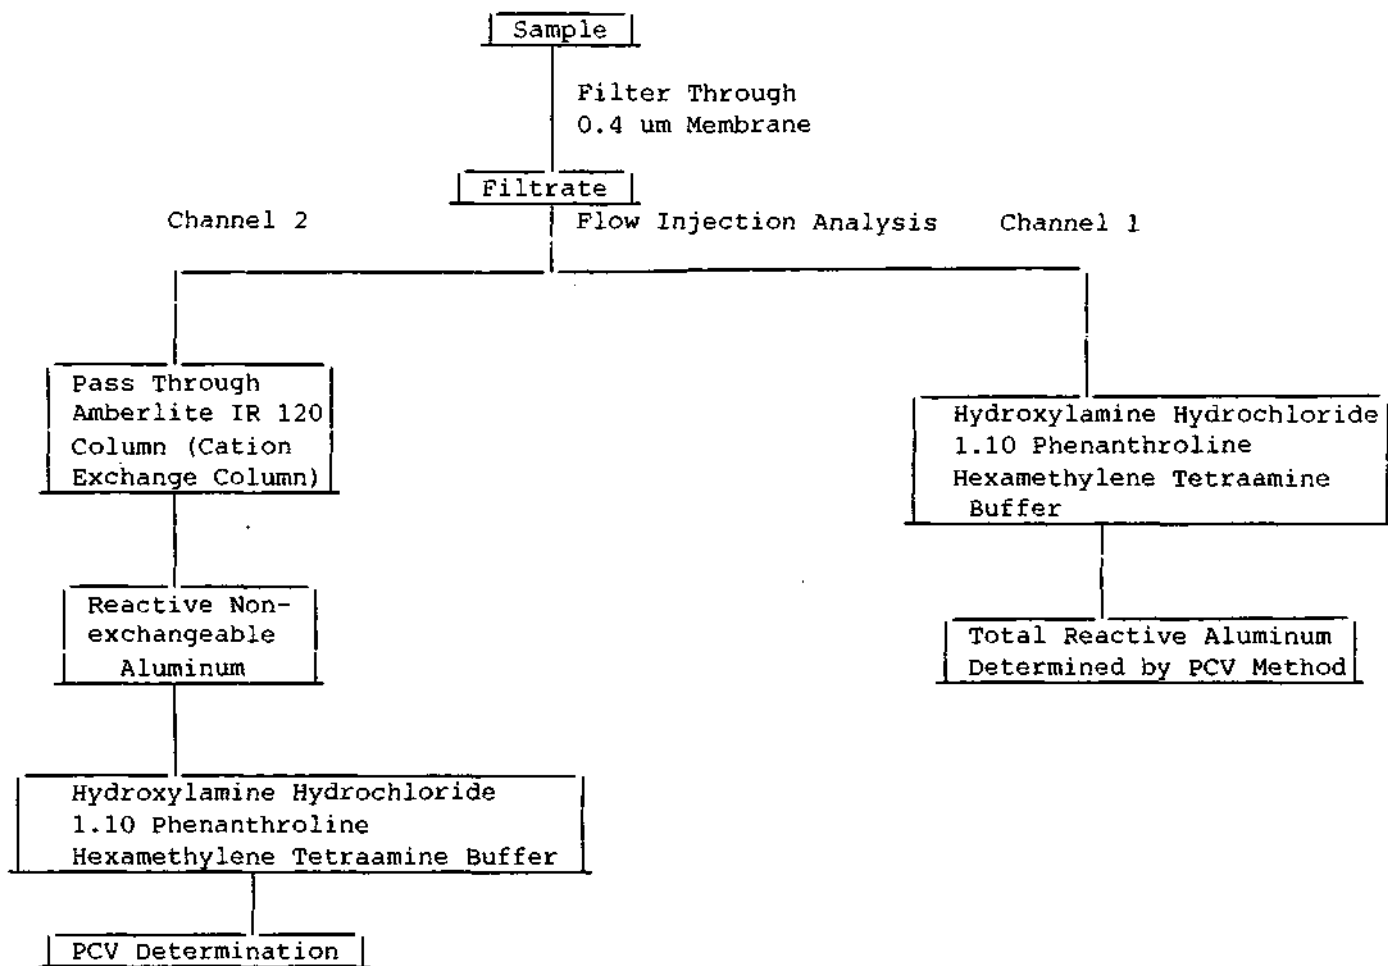 Sample
Filter Through
0.4 um Membrane
Filtrate
Channel 2
Flow Injection Analysis
Channel 1
Pass Through
Amberlite IR 120
Column (Cation
Exchange Column)
Hydroxylamine Hydrochloride
1.10 Phenanthroline
Hexamethylene Tetraamine
Buffer
Reactive Non-
exchangeable
Aluminum
Total Reactive Aluminum
Determined by PCV Method
Hydroxylamine Hydrochloride
1.10 Phenanthroline
Hexamethylene Tetraamine Buffer
PCV Determination